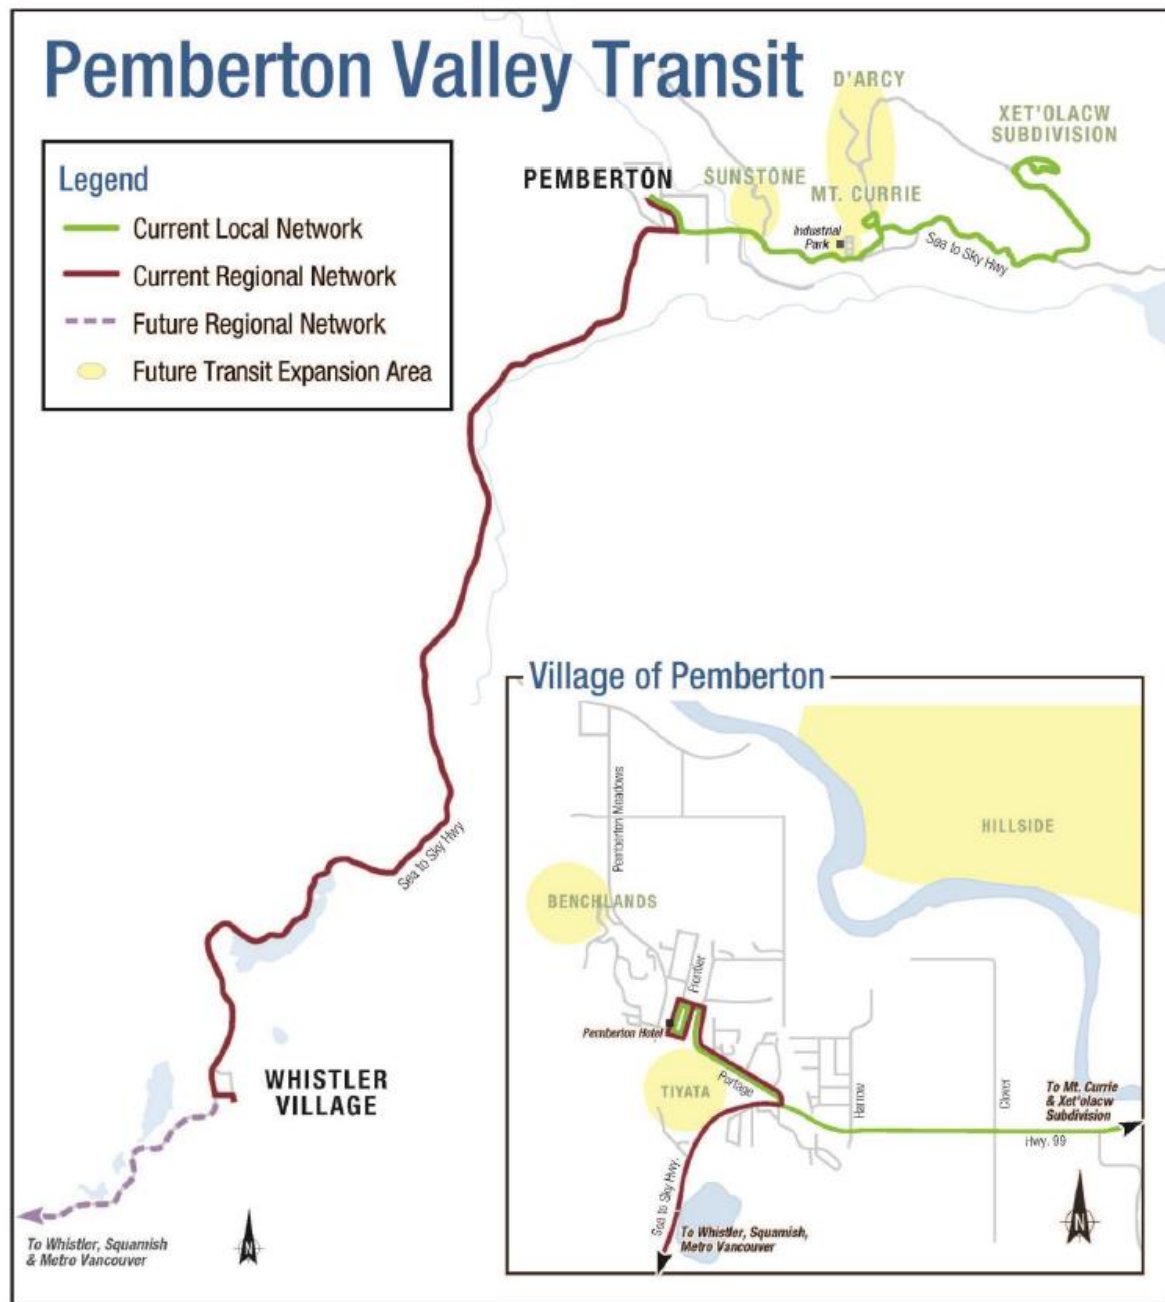 Pemberton Valley Transit
Legend
Current Local Network
Current Regional Network
Future Regional Network
Future Transit Expansion Area
D'ARCY
XET'OLACW
SUBDIVISION
PEMBERTON
SUNSTONE
MT. CURRIE
Industrial
Park
Sea to Sky Hwy
Sea to Sky Hwy
WHISTLER
VILLAGE
To Whistler, Squamish
& Metro Vancouver
N
Village of Pemberton
Pemberton Meadows
HILLSIDE
BENCHLANDS
Frontier
Pemberton Hotel
Portage
TIYATA
Harrow
Clover
To Mt. Currie
& Xet'olacw
Subdivision
Hwy. 99
Sea to Sky Hwy.
To Whistler, Squamish,
Metro Vancouver
N